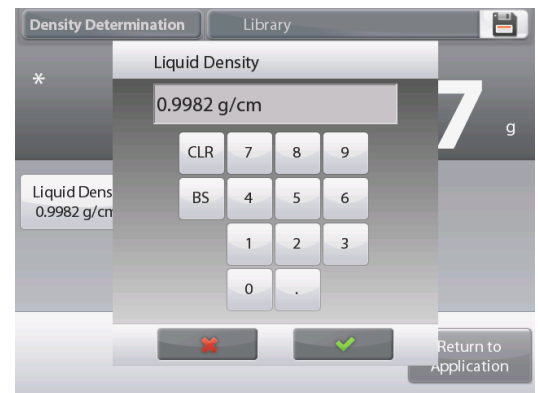 Density Determination Library
Liquid Density
*
0.9982 g/cm
7 g
CLR 7 8 9
BS 4 5 6
1 2 3
0 .
Liquid Dens
0.9982 g/cm
Return to
Application